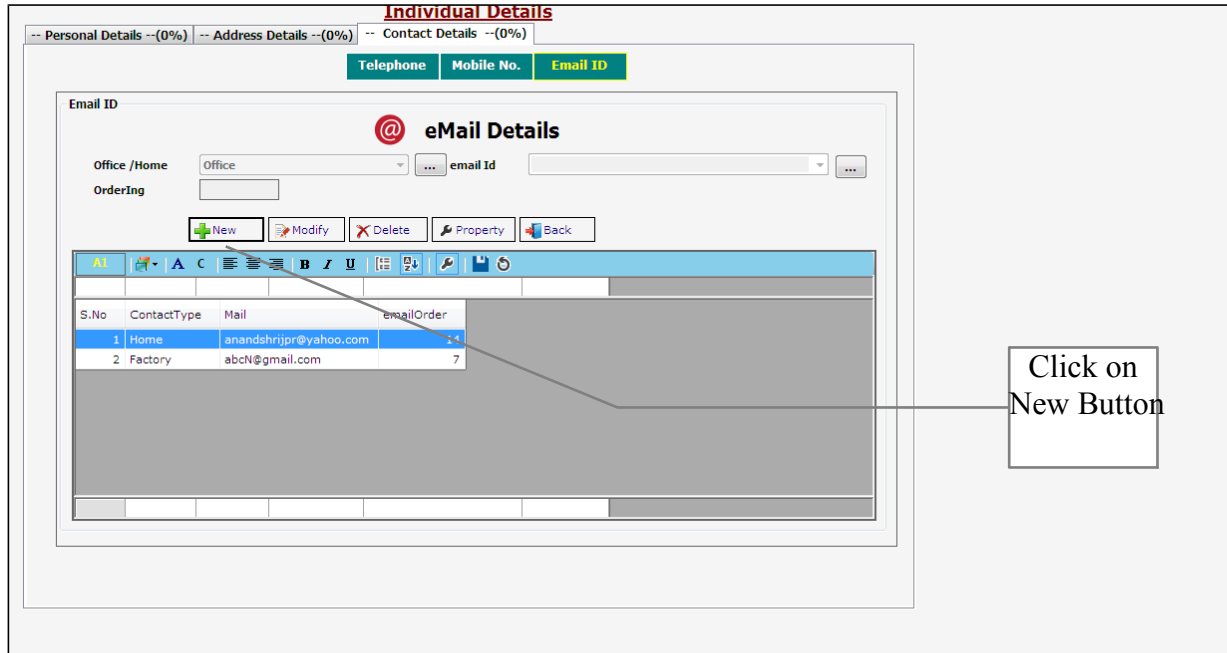 Individual Details
-- Personal Details --(0%) -- Address Details --(0%) -- Contact Details --(0%)
Telephone Mobile No. Email ID
Email ID
@ eMail Details
Office /Home Office ... email Id ...
OrderIng
New Modify Delete Property Back
A1 A C B I U
S.No ContactType Mail emailOrder
1 Home anandshrijpr@yahoo.com 14
2 Factory abcN@gmail.com 7
Click on
New Button